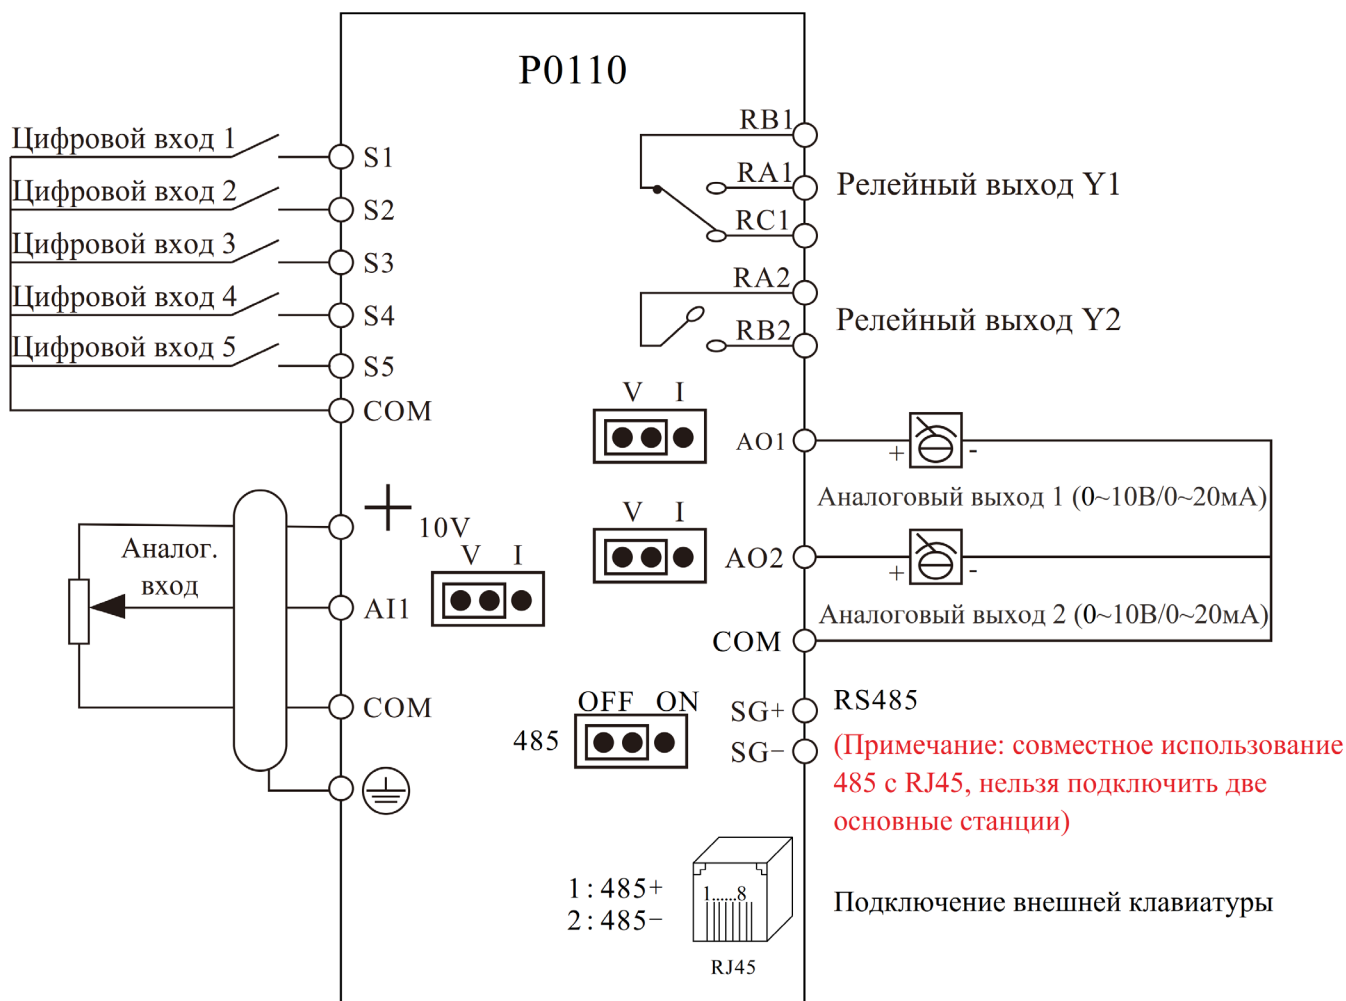 P0110
Цифровой вход 1
S1
Цифровой вход 2
S2
Цифровой вход 3
S3
Цифровой вход 4
S4
Цифровой вход 5
S5
COM
+
10V
Аналог.
вход
V I
AI1
COM
RB1
RA1
RC1
Релейный выход Y1
RA2
RB2
Релейный выход Y2
V I
AO1
+ -
Аналоговый выход 1 (0~10В/0~20мА)
V I
AO2
+ -
Аналоговый выход 2 (0~10В/0~20мА)
COM
OFF ON
485
SG+
SG-
RS485
(Примечание: совместное использование
485 с RJ45, нельзя подключить две
основные станции)
1:485+
2:485-
1......8
RJ45
Подключение внешней клавиатуры